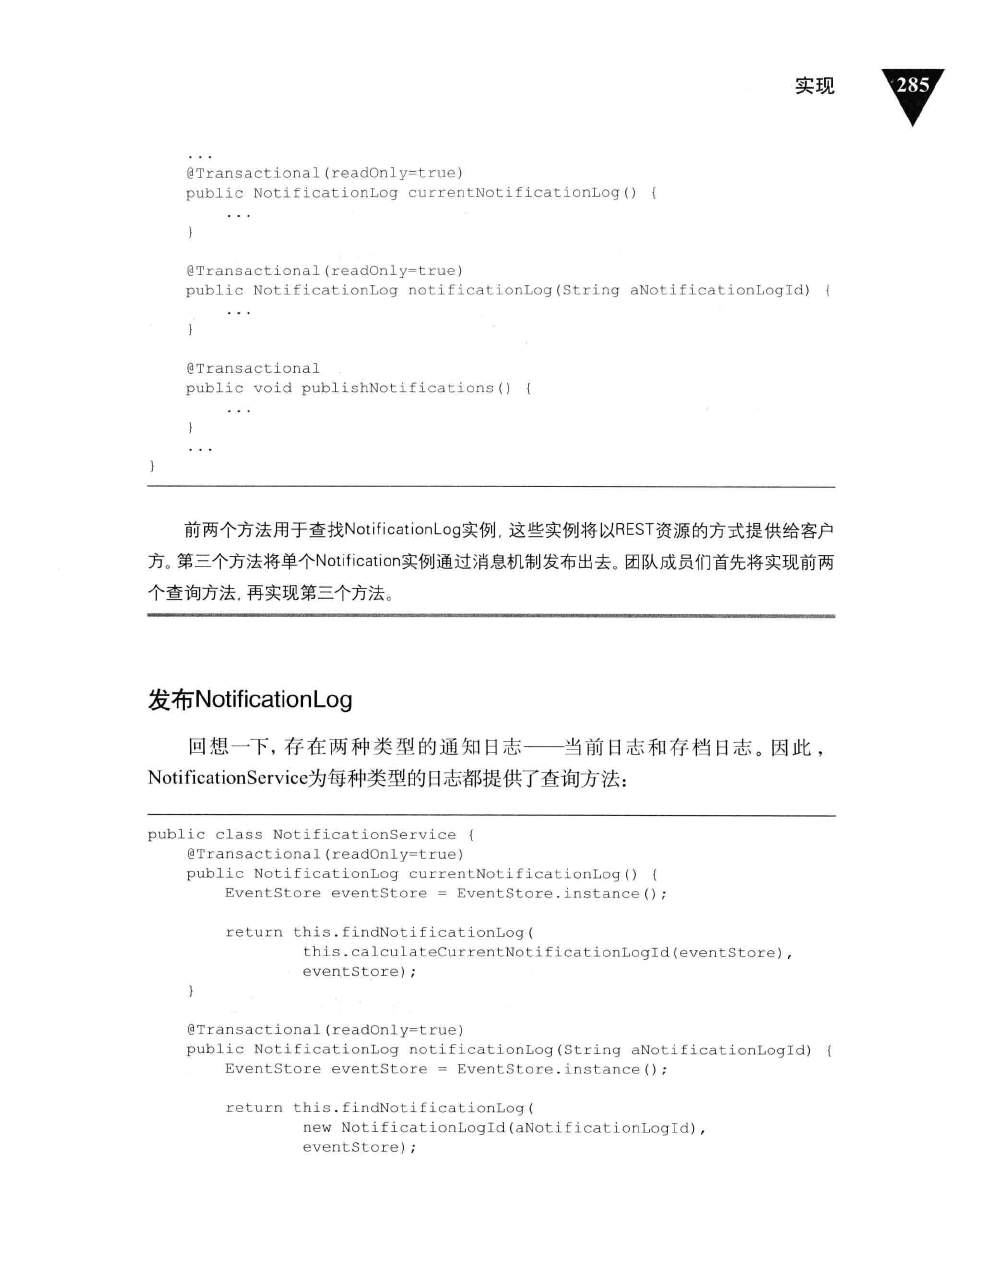 实现 285
...
@Transactional(readOnly=true)
public NotificationLog currentNotificationLog() {
...
}
@Transactional(readOnly=true)
public NotificationLog notificationLog(String aNotificationLogId) {
...
}
@Transactional
public void publishNotifications() {
...
}
...
}
前两个方法用于查找NotificationLog实例, 这些实例将以REST资源的方式提供给客户
方。第三个方法将单个Notification实例通过消息机制发布出去。团队成员们首先将实现前两
个查询方法, 再实现第三个方法。
发布NotificationLog
回想一下, 存在两种类型的通知日志——当前日志和存档日志。因此,
NotificationService为每种类型的日志都提供了查询方法:
public class NotificationService {
@Transactional(readOnly=true)
public NotificationLog currentNotificationLog() {
EventStore eventStore = EventStore.instance();
return this.findNotificationLog(
this.calculateCurrentNotificationLogId(eventStore),
eventStore);
}
@Transactional(readOnly=true)
public NotificationLog notificationLog(String aNotificationLogId) {
EventStore eventStore = EventStore.instance();
return this.findNotificationLog(
new NotificationLogId(aNotificationLogId),
eventStore);